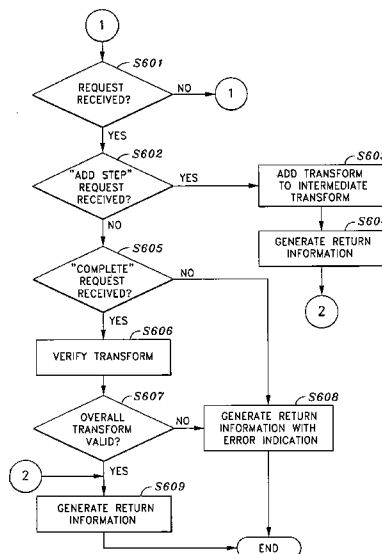 1
S601
REQUEST
RECEIVED?
NO
1
YES
S602
"ADD STEP"
REQUEST
RECEIVED?
YES
S603
ADD TRANSFORM
TO INTERMEDIATE
TRANSFORM
NO
S604
GENERATE RETURN
INFORMATION
2
S605
"COMPLETE"
REQUEST
RECEIVED?
NO
YES
S606
VERIFY TRANSFORM
S607
OVERALL
TRANSFORM
VALID?
NO
S608
GENERATE RETURN
INFORMATION WITH
ERROR INDICATION
2
YES
S609
GENERATE RETURN
INFORMATION
END